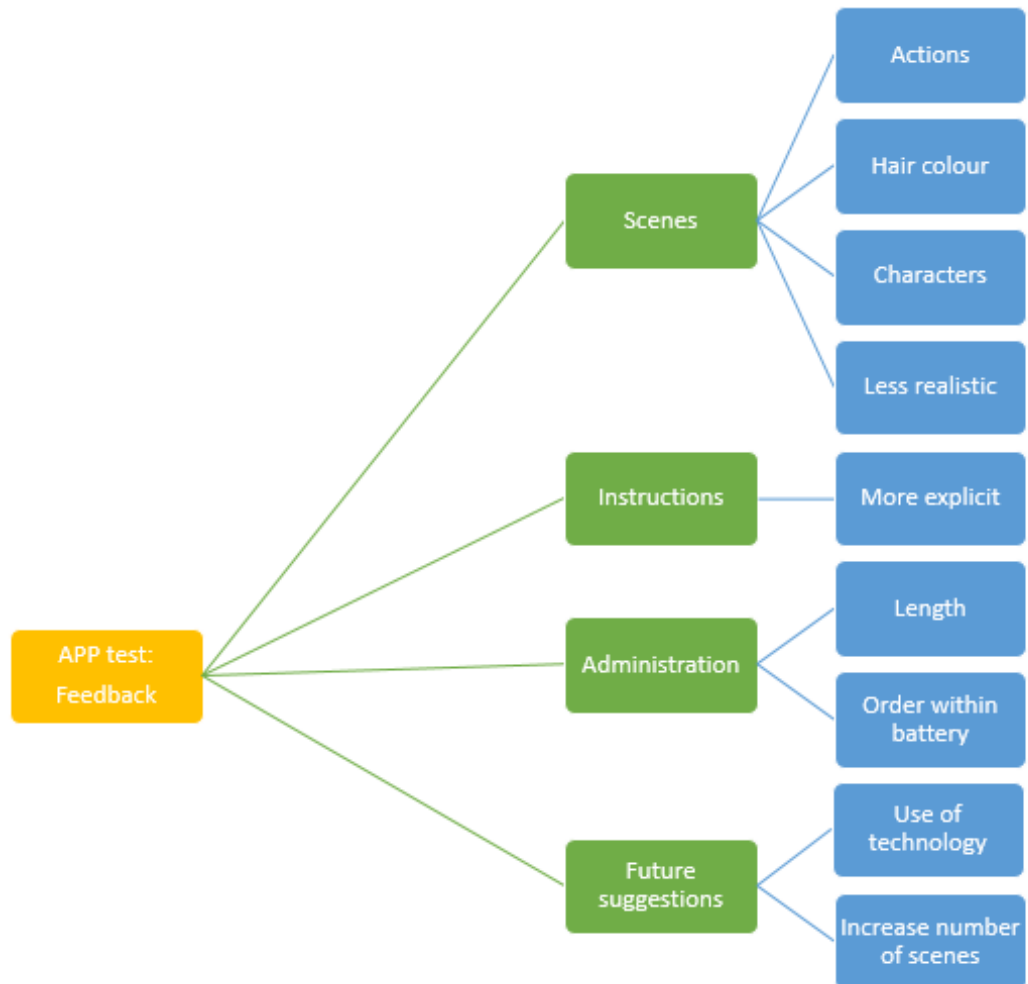 Actions
Hair colour
Scenes
Characters
Less realistic
Instructions
More explicit
Length
APP test:
Feedback
Administration
Order within
battery
Use of
technology
Future
suggestions
Increase number
of scenes